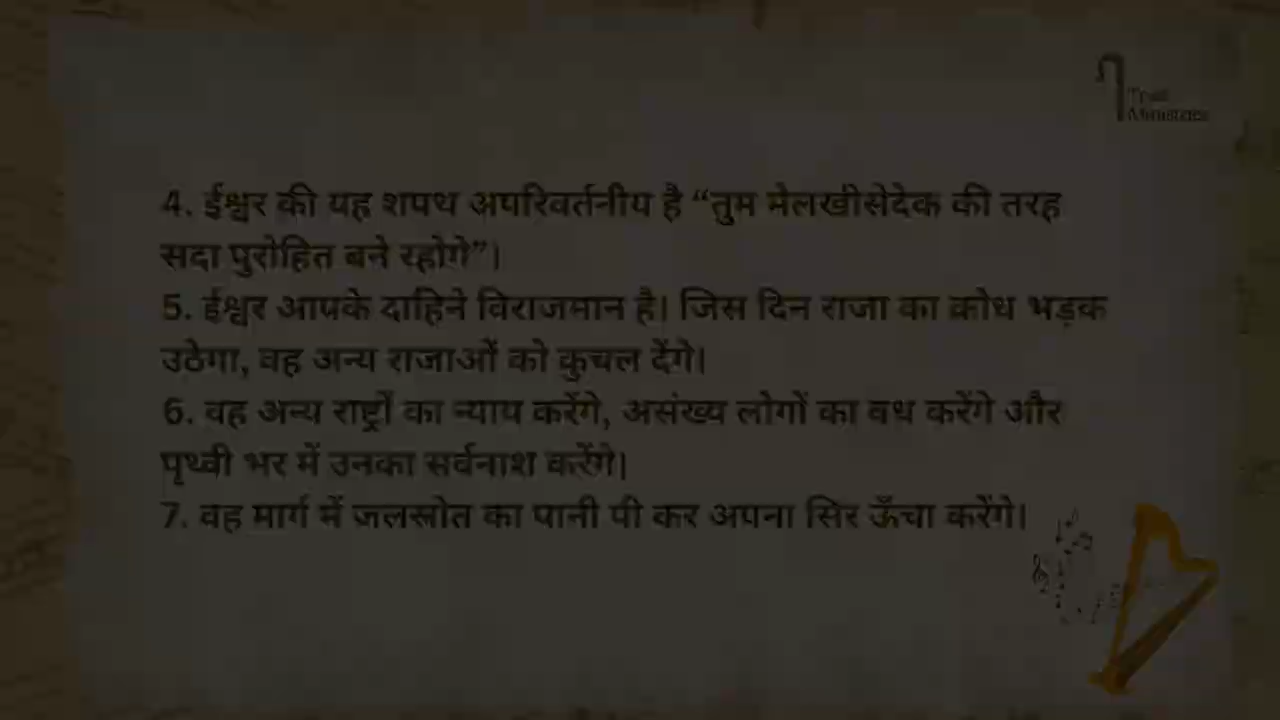 4. ईश्वर की यह शपथ अपरिवर्तनीय है “तुम मेलखीसेदेक की तरह
सदा पुरोहित बने रहोगे”।
5. ईश्वर आपके दाहिने विराजमान है। जिस दिन राजा का क्रोध भड़क
उठेगा, वह अन्य राजाओं को कुचल देंगे।
6. वह अन्य राष्ट्रों का न्याय करेंगे, असंख्य लोगों का वध करेंगे और
पृथ्वी भर में उनका सर्वनाश करेंगे।
7. वह मार्ग में जलस्रोत का पानी पी कर अपना सिर ऊँचा करेंगे।
Ministries